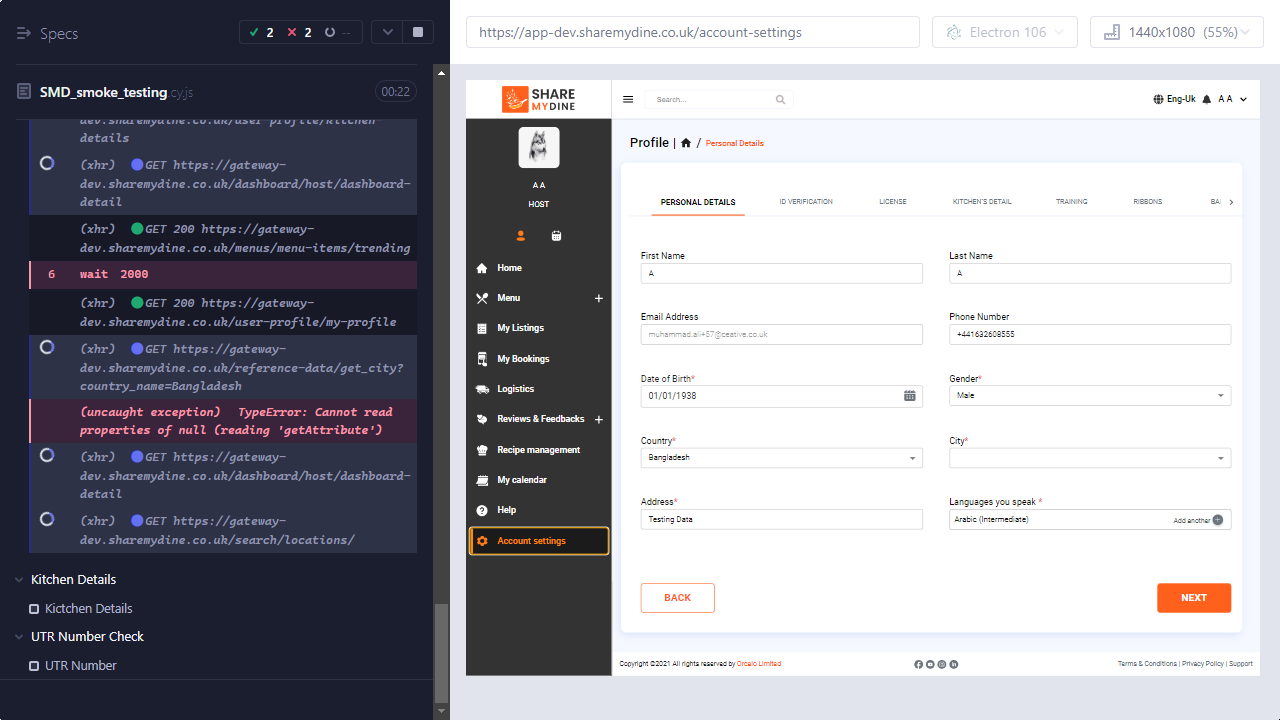 Specs
2
2
--
SMD_smoke_testing.cy.js
00:22
dev.sharemydine.co.uk/user-profile/kitchen-
details
(xhr) GET https://gateway-
dev.sharemydine.co.uk/dashboard/host/dashboard-
detail
(xhr) GET 200 https://gateway-
dev.sharemydine.co.uk/menus/menu-items/trending
6 wait 2000
(xhr) GET 200 https://gateway-
dev.sharemydine.co.uk/user-profile/my-profile
(xhr) GET https://gateway-
dev.sharemydine.co.uk/reference-data/get_city?
country_name=Bangladesh
(uncaught exception) TypeError: Cannot read
properties of null (reading 'getAttribute')
(xhr) GET https://gateway-
dev.sharemydine.co.uk/dashboard/host/dashboard-
detail
(xhr) GET https://gateway-
dev.sharemydine.co.uk/search/locations/
Kitchen Details
Kictchen Details
UTR Number Check
UTR Number
https://app-dev.sharemydine.co.uk/account-settings
Electron 106
1440x1080 (55%)
SHARE
MYDINE
Search...
Eng-Uk
A A
A A
HOST
Home
Menu
My Listings
My Bookings
Logistics
Reviews & Feedbacks
Recipe management
My calendar
Help
Account settings
Profile | / Personal Details
PERSONAL DETAILS
ID VERIFICATION
LICENSE
KITCHEN'S DETAIL
TRAINING
RIBBONS
BA
First Name
A
Last Name
A
Email Address
muhammad.ali+57@ceative.co.uk
Phone Number
+441632608555
Date of Birth*
01/01/1938
Gender*
Male
Country*
Bangladesh
City*
Address*
Testing Data
Languages you speak *
Arabic (Intermediate)
Add another
BACK
NEXT
Copyright ©2021 All rights reserved by Orcalo Limited
Terms & Conditions | Privacy Policy | Support